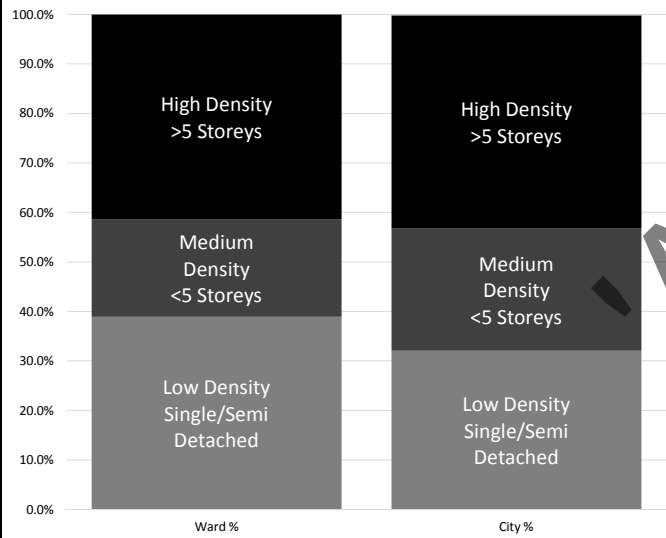 100.0%
90.0%
80.0%
70.0%
60.0%
50.0%
40.0%
30.0%
20.0%
10.0%
0.0%
High Density
>5 Storeys
Medium
Density
<5 Storeys
Low Density
Single/Semi
Detached
High Density
>5 Storeys
Medium
Density
<5 Storeys
Low Density
Single/Semi
Detached
Ward %
City %